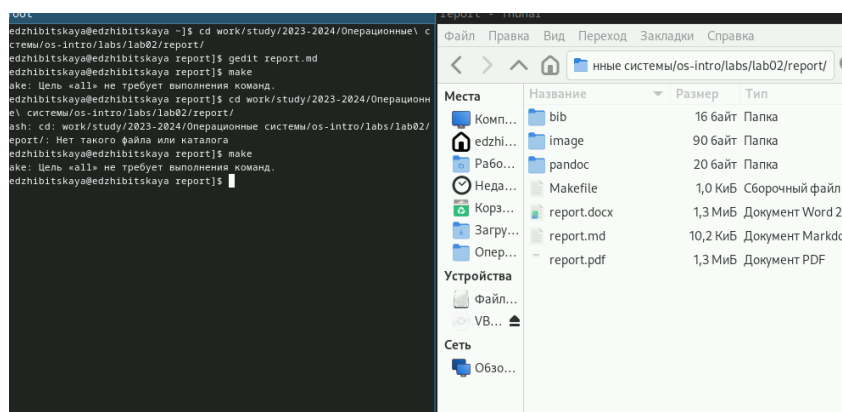 edzhibitskaya ~]$ cd work/study/2023-2024/Операционные\ с
стемы/os-intro/labs/lab02/report/
edzhibitskaya@edzhibitskaya report]$ gedit report.md
edzhibitskaya@edzhibitskaya report]$ make
ake: Цель «all» не требует выполнения команд.
edzhibitskaya@edzhibitskaya report]$ cd work/study/2023-2024/Операционн
е\ системы/os-intro/labs/lab02/report/
ash: cd: work/study/2023-2024/Операционные системы/os-intro/labs/lab02/
eport/: Нет такого файла или каталога
edzhibitskaya@edzhibitskaya report]$ make
ake: Цель «all» не требует выполнения команд.
edzhibitskaya@edzhibitskaya report]$
report - Thunar
Файл Правка Вид Переход Закладки Справка
нные системы/os-intro/labs/lab02/report/
Места
Комп...
edzhi...
Рабо...
Неда...
Корз...
Загру...
Опер...
Устройства
Файл...
VB...
Сеть
Обзо...
Название Размер Тип
bib 16 байт Папка
image 90 байт Папка
pandoc 20 байт Папка
Makefile 1,0 КиБ Сборочный файл
report.docx 1,3 МиБ Документ Word 2
report.md 10,2 КиБ Документ Markdo
report.pdf 1,3 МиБ Документ PDF